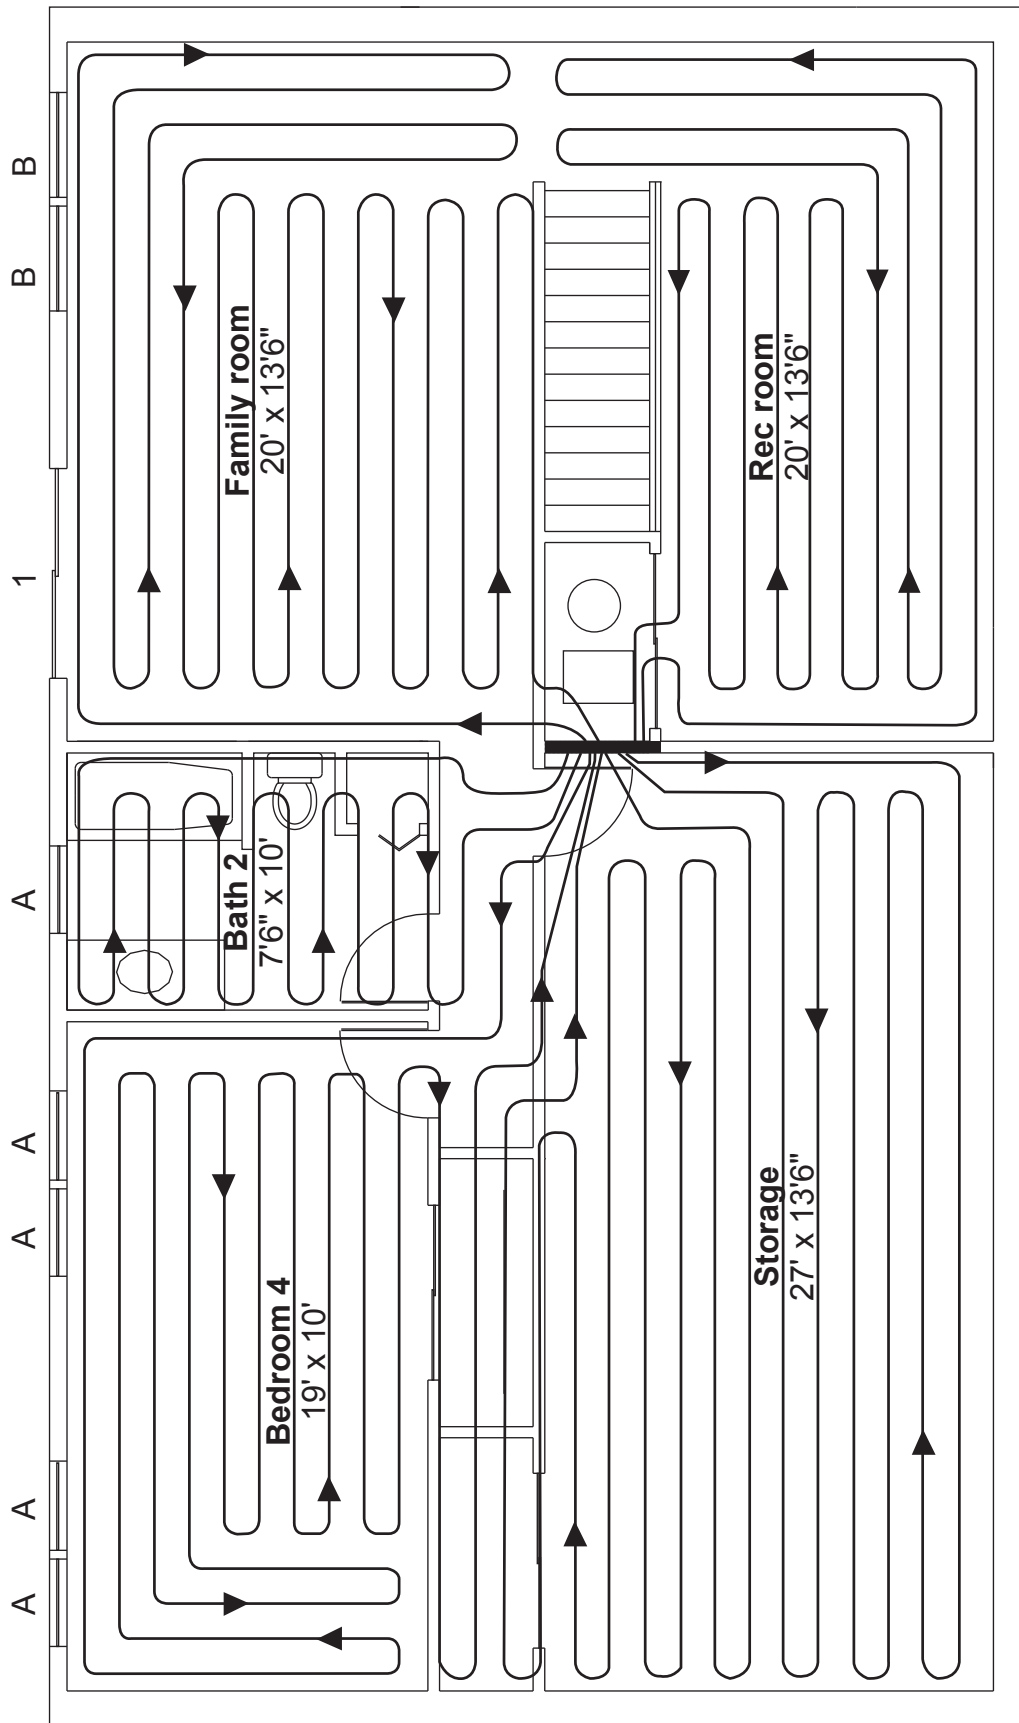 B
B
1
A
A
A
A
A
Family room
20' x 13'6"
Rec room
20' x 13'6"
Bath 2
7'6" x 10'
Bedroom 4
19' x 10'
Storage
27' x 13'6"